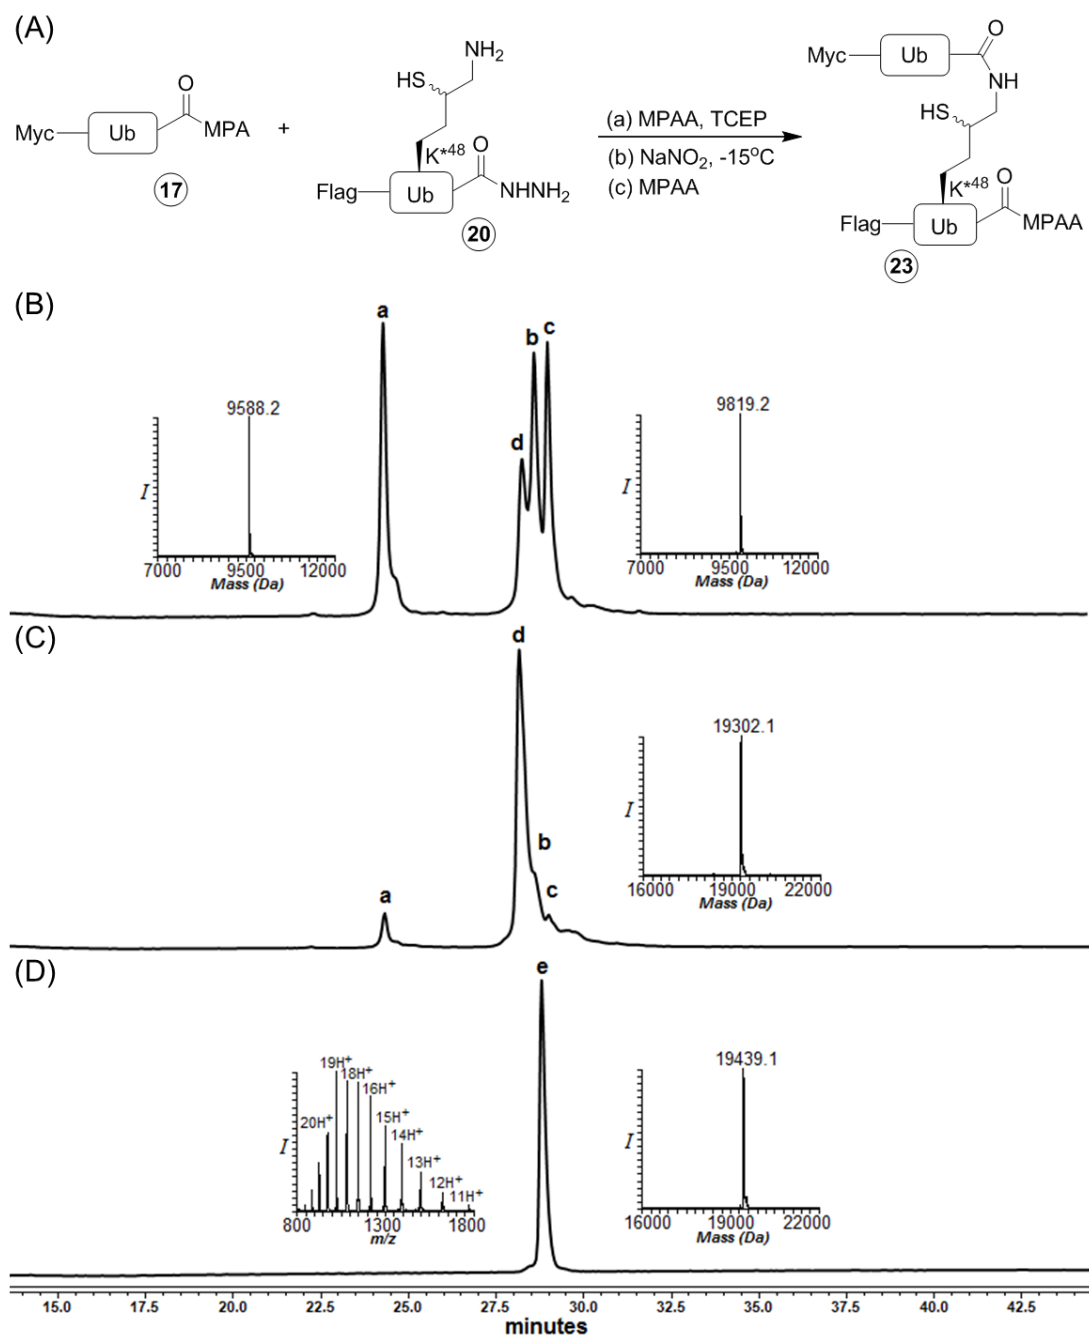 (A)
O
NH2
O
HS
Myc
Ub
NH
O
HS
Myc
Ub
MPA
+
(a) MPAA, TCEP
K*48
O
(b) NaNO2, -15oC
K*48
O
17
Flag
Ub
NHNH2
(c) MPAA
Flag
Ub
MPAA
20
23
(B)
a
b
c
d
9588.2
I
7000 9500 12000
Mass (Da)
9819.2
I
7000 9500 12000
Mass (Da)
(C)
d
b
c
a
19302.1
I
16000 19000 22000
Mass (Da)
(D)
e
19H+
18H+
16H+
20H+
15H+
14H+
13H+
12H+
11H+
I
800 1300 1800
m/z
19439.1
I
16000 19000 22000
Mass (Da)
15.0 17.5 20.0 22.5 25.0 27.5 30.0 32.5 35.0 37.5 40.0 42.5
minutes